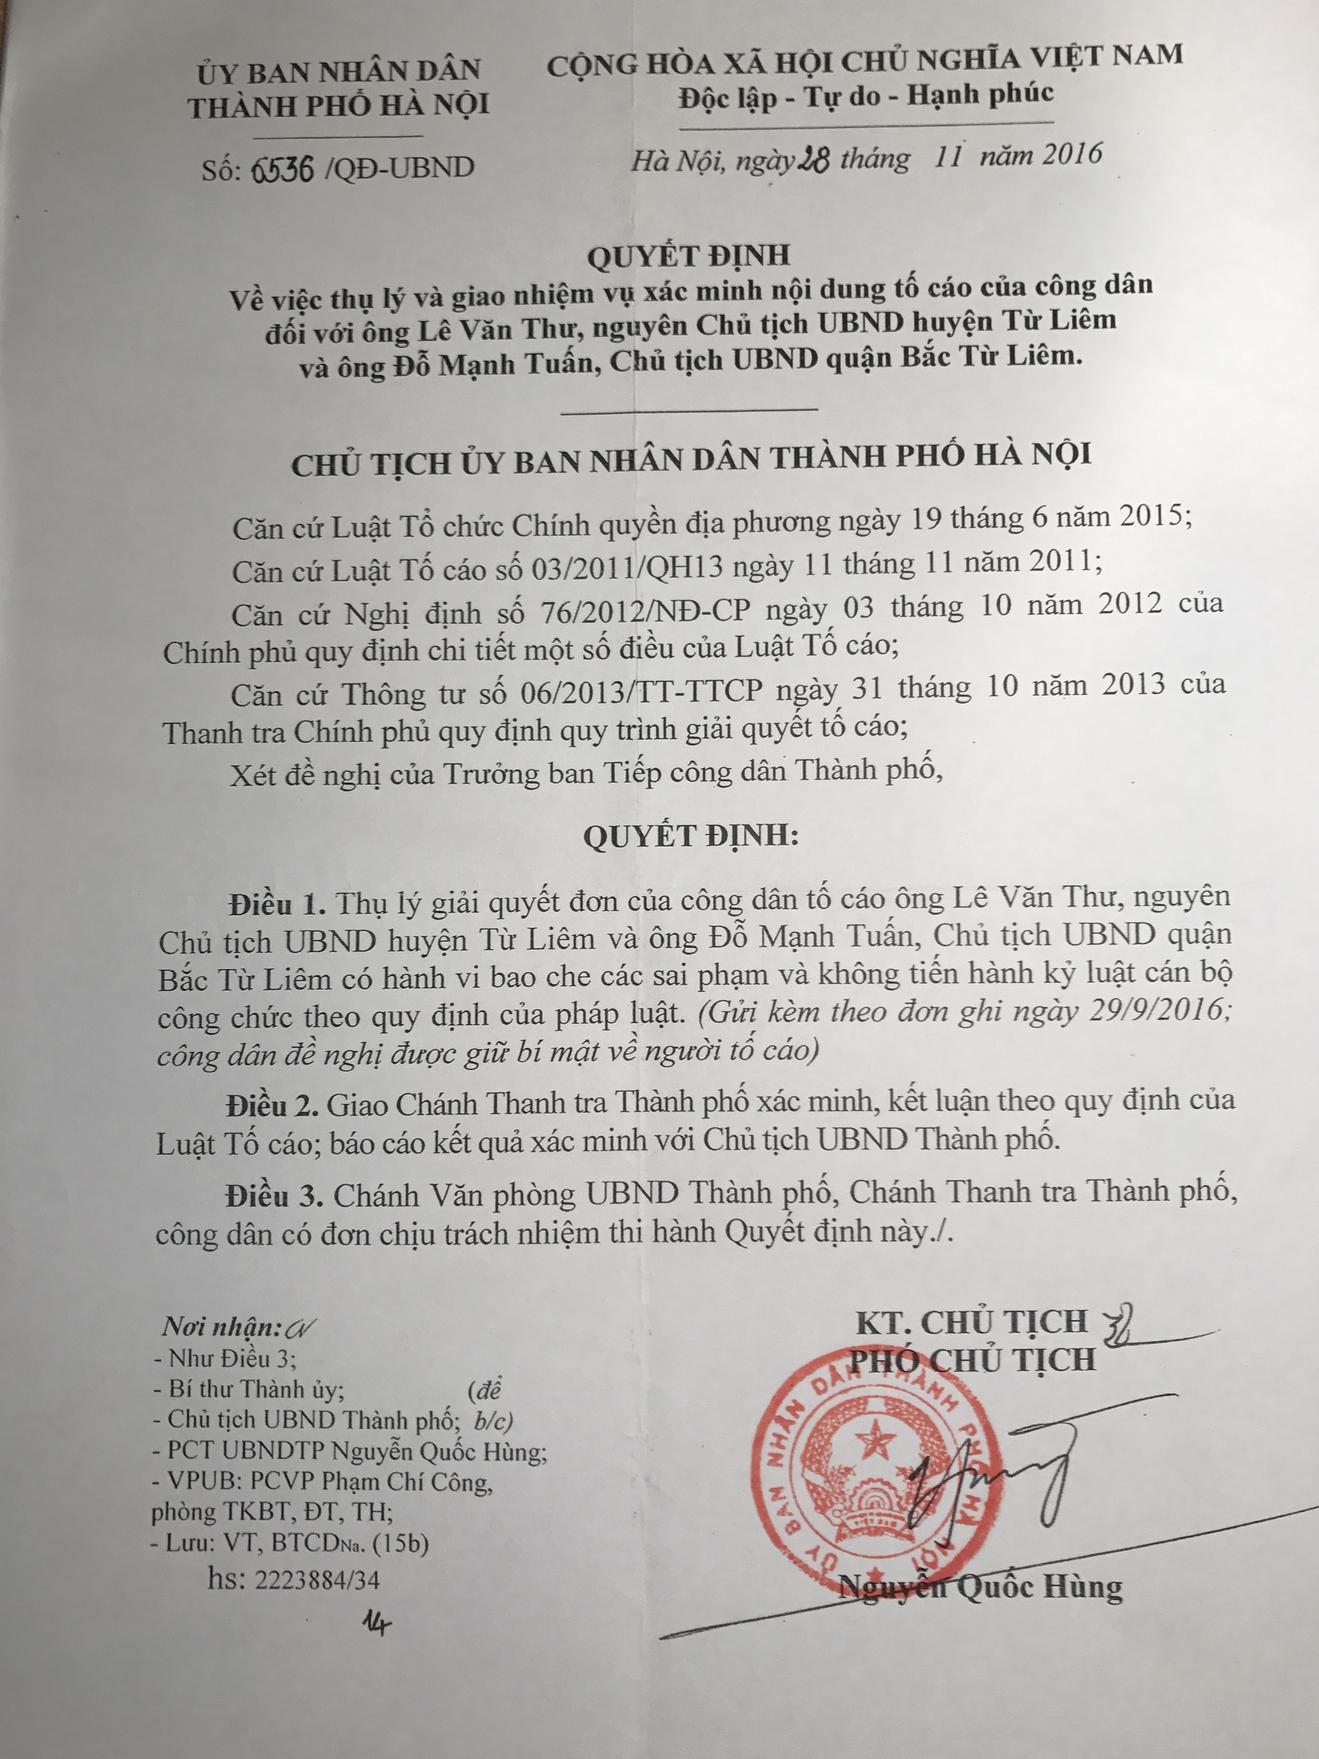 ỦY BAN NHÂN DÂN
THÀNH PHỐ HÀ NỘI
Số: 6536 /QĐ-UBND
CỘNG HÒA XÃ HỘI CHỦ NGHĨA VIỆT NAM
Độc lập - Tự do - Hạnh phúc
Hà Nội, ngày 28 tháng 11 năm 2016
QUYẾT ĐỊNH
Về việc thụ lý và giao nhiệm vụ xác minh nội dung tố cáo của công dân
đối với ông Lê Văn Thư, nguyên Chủ tịch UBND huyện Từ Liêm
và ông Đỗ Mạnh Tuấn, Chủ tịch UBND quận Bắc Từ Liêm.
CHỦ TỊCH ỦY BAN NHÂN DÂN THÀNH PHỐ HÀ NỘI
Căn cứ Luật Tổ chức Chính quyền địa phương ngày 19 tháng 6 năm 2015;
Căn cứ Luật Tố cáo số 03/2011/QH13 ngày 11 tháng 11 năm 2011;
Căn cứ Nghị định số 76/2012/NĐ-CP ngày 03 tháng 10 năm 2012 của
Chính phủ quy định chi tiết một số điều của Luật Tố cáo;
Căn cứ Thông tư số 06/2013/TT-TTCP ngày 31 tháng 10 năm 2013 của
Thanh tra Chính phủ quy định quy trình giải quyết tố cáo;
Xét đề nghị của Trưởng ban Tiếp công dân Thành phố,
QUYẾT ĐỊNH:
Điều 1. Thụ lý giải quyết đơn của công dân tố cáo ông Lê Văn Thư, nguyên
Chủ tịch UBND huyện Từ Liêm và ông Đỗ Mạnh Tuấn, Chủ tịch UBND quận
Bắc Từ Liêm có hành vi bao che các sai phạm và không tiến hành kỷ luật cán bộ
công chức theo quy định của pháp luật. (Gửi kèm theo đơn ghi ngày 29/9/2016;
công dân đề nghị được giữ bí mật về người tố cáo)
Điều 2. Giao Chánh Thanh tra Thành phố xác minh, kết luận theo quy định của
Luật Tố cáo; báo cáo kết quả xác minh với Chủ tịch UBND Thành phố.
Điều 3. Chánh Văn phòng UBND Thành phố, Chánh Thanh tra Thành phố,
công dân có đơn chịu trách nhiệm thi hành Quyết định này./.
Nơi nhận:
- Như Điều 3;
- Bí thư Thành ủy; (để
- Chủ tịch UBND Thành phố; b/c)
- PCT UBNDTP Nguyễn Quốc Hùng;
- VPUB: PCVP Phạm Chí Công,
phòng TKBT, ĐT, TH;
- Lưu: VT, BTCDNa. (15b)
hs: 2223884/34
14
KT. CHỦ TỊCH
PHÓ CHỦ TỊCH
ỦY BAN NHÂN DÂN THÀNH PHỐ HÀ NỘI
VIỆT NAM
Nguyễn Quốc Hùng